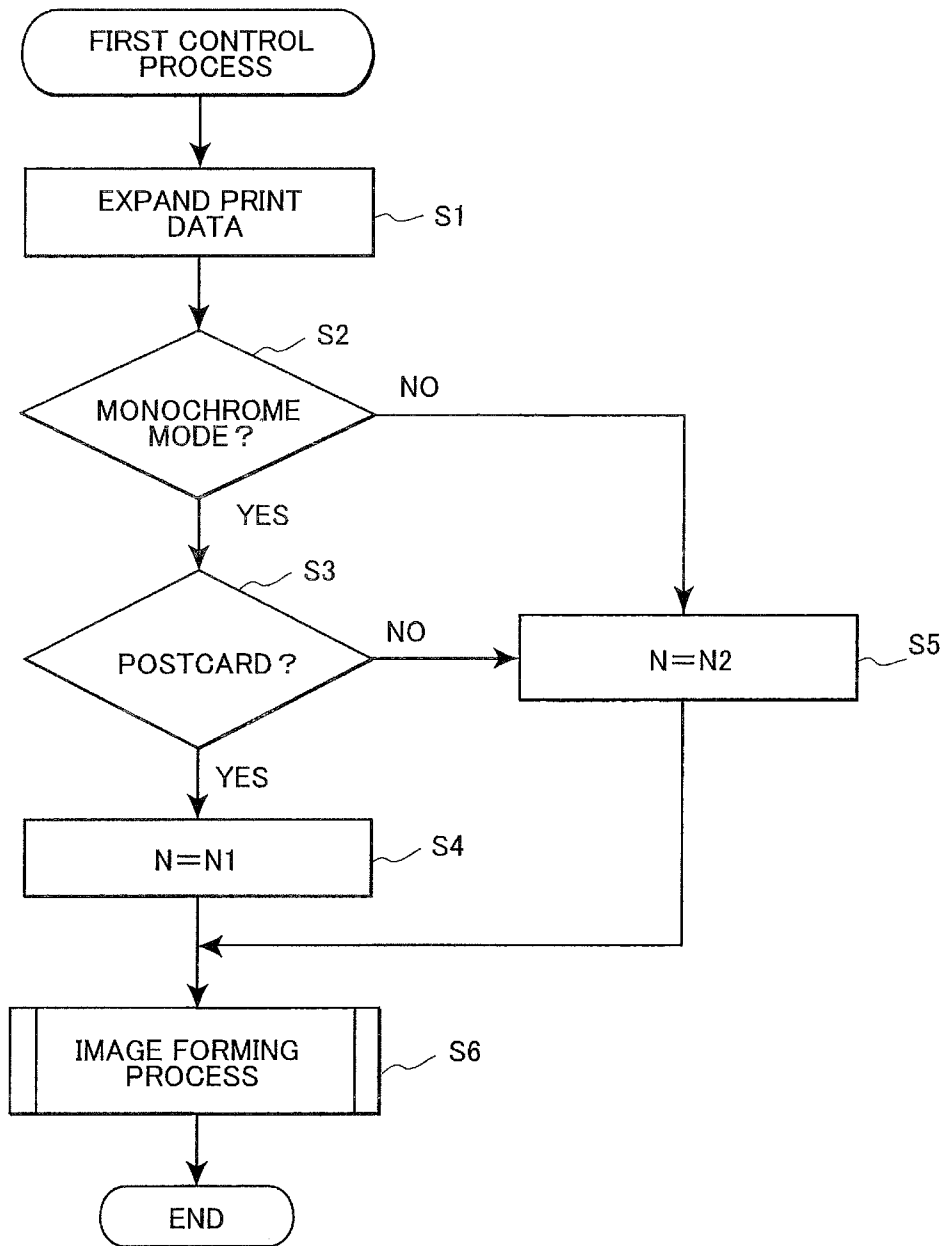 FIRST CONTROL
PROCESS
EXPAND PRINT
DATA
S1
S2
MONOCHROME
MODE?
NO
YES
S3
POSTCARD?
NO
N=N2
S5
YES
N=N1
S4
IMAGE FORMING
PROCESS
S6
END